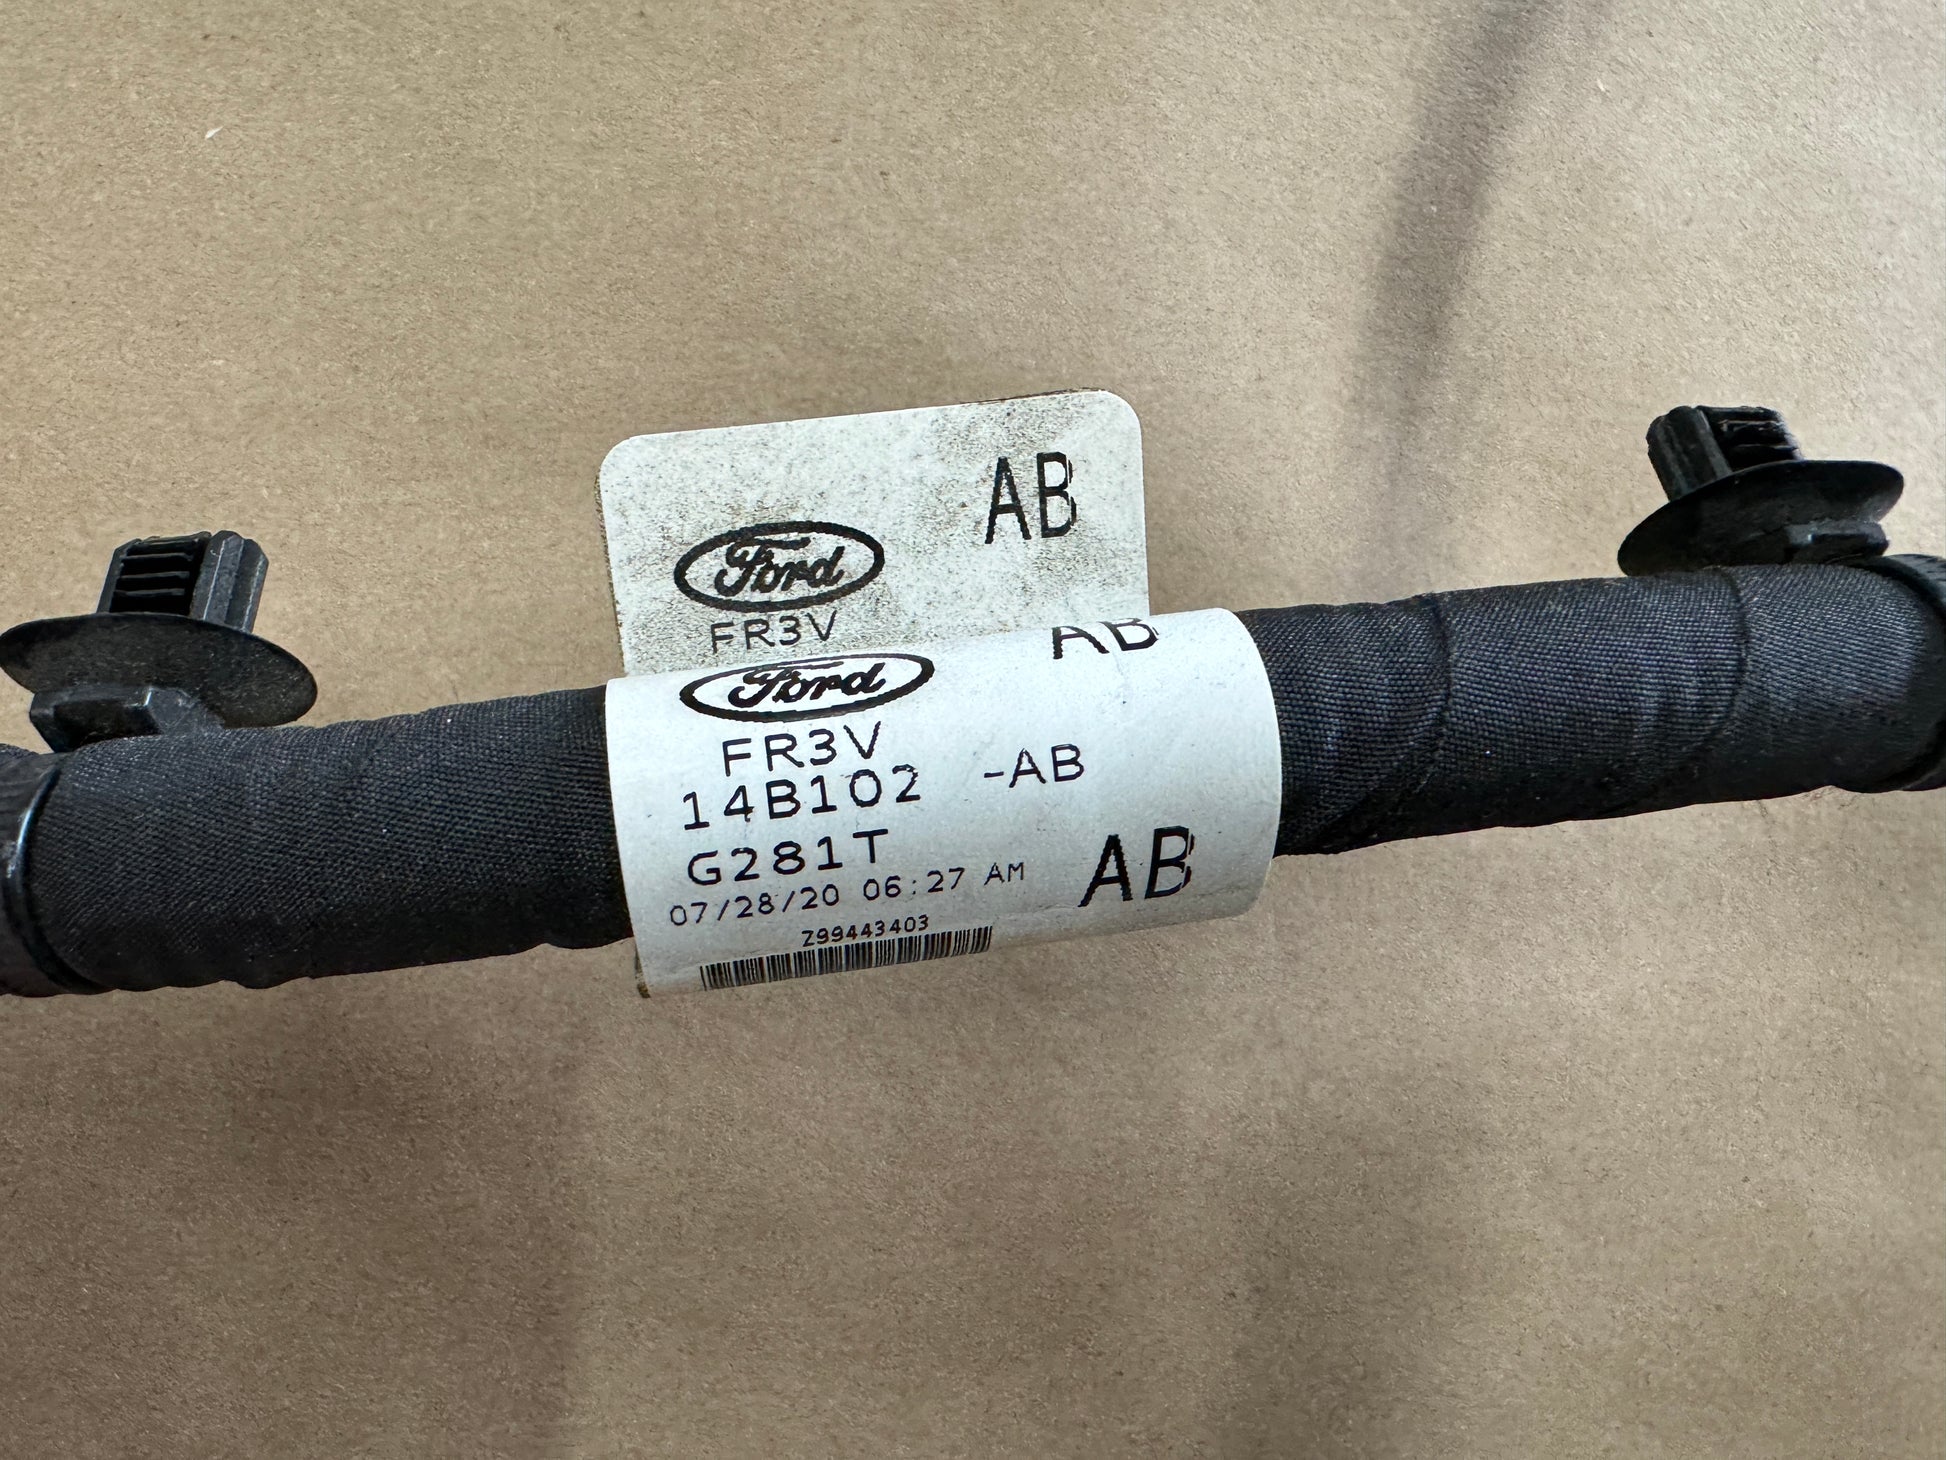 AB
Ford
FR3V
AB
Ford
FR3V
14B102 -AB
G281T
AB
07/28/20 06:27 AM
Z99443403